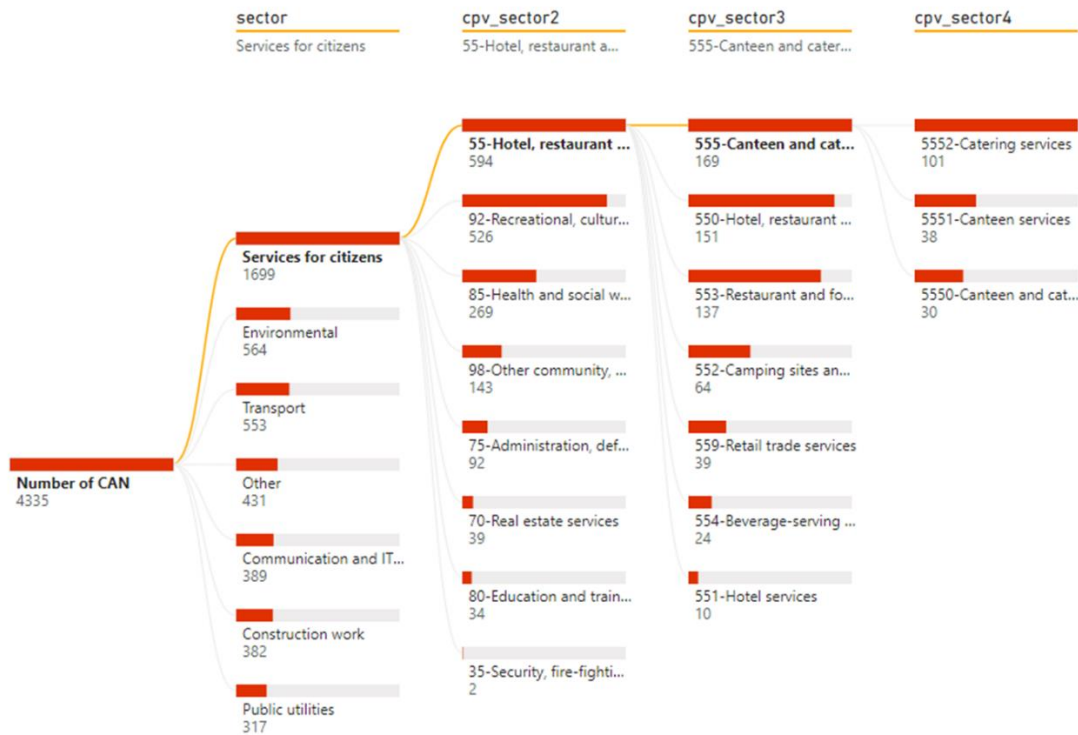 sector
Services for citizens
cpv_sector2
55-Hotel, restaurant a...
cpv_sector3
555-Canteen and cater...
cpv_sector4
Number of CAN
4335
Services for citizens
1699
Environmental
564
Transport
553
Other
431
Communication and IT...
389
Construction work
382
Public utilities
317
55-Hotel, restaurant ...
594
92-Recreational, cultur...
526
85-Health and social w...
269
98-Other community, ...
143
75-Administration, def...
92
70-Real estate services
39
80-Education and train...
34
35-Security, fire-fighti...
2
555-Canteen and cat...
169
550-Hotel, restaurant ...
151
553-Restaurant and fo...
137
552-Camping sites an...
64
559-Retail trade services
39
554-Beverage-serving ...
24
551-Hotel services
10
5552-Catering services
101
5551-Canteen services
38
5550-Canteen and cat...
30